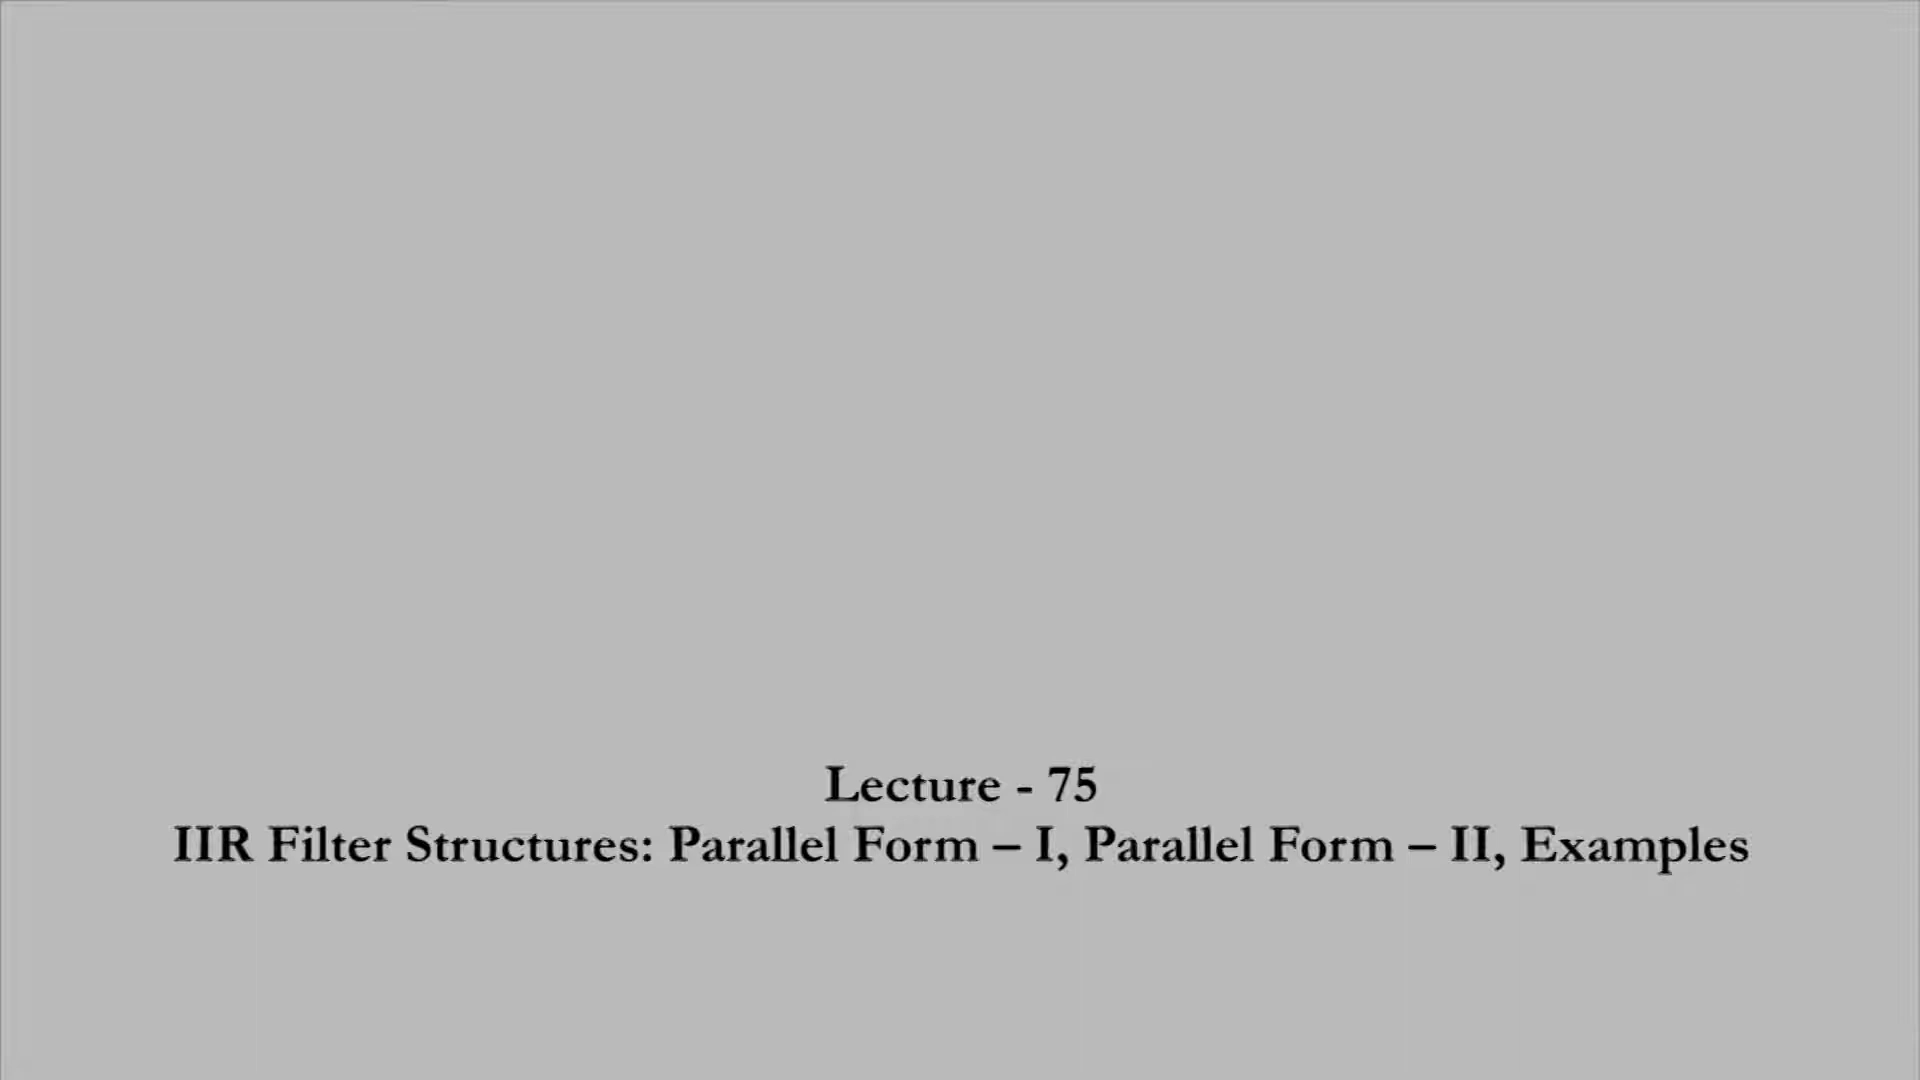 Lecture - 75
IIR Filter Structures: Parallel Form – I, Parallel Form – II, Examples